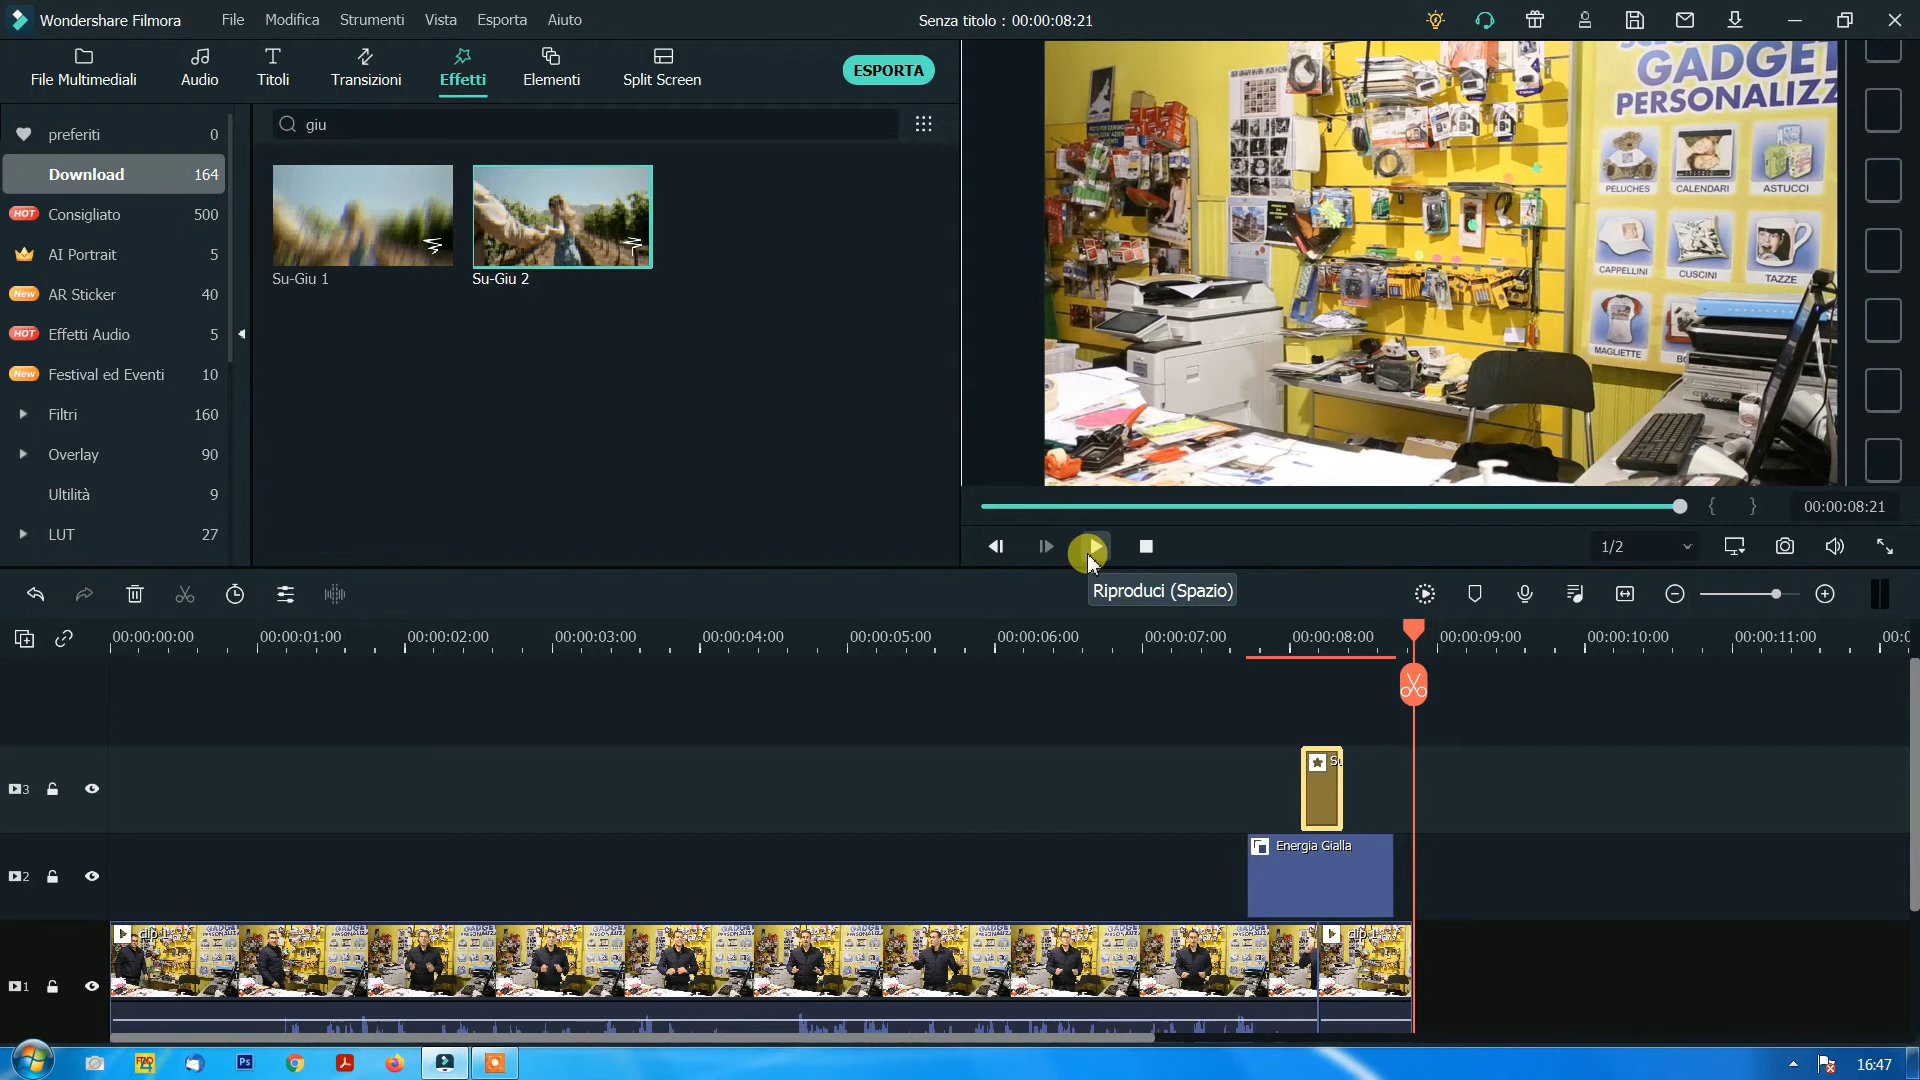 Wondershare Filmora
File Modifica Strumenti Vista Esporta Aiuto
Senza titolo : 00:00:08:21
File Multimediali Audio Titoli Transizioni Effetti Elementi Split Screen
ESPORTA
preferiti 0
Download 164
HOT Consigliato 500
AI Portrait 5
New AR Sticker 40
HOT Effetti Audio 5
New Festival ed Eventi 10
Filtri 160
Overlay 90
Ultilità 9
LUT 27
giu
Su-Giu 1
Su-Giu 2
GADGET
PERSONALIZZ
PELUCHES CALENDARI ASTUCCI
CAPPELLINI CUSCINI TAZZE
MAGLIETTE
00:00:08:21
1/2
Riproduci (Spazio)
00:00:00:00 00:00:01:00 00:00:02:00 00:00:03:00 00:00:04:00 00:00:05:00 00:00:06:00 00:00:07:00 00:00:08:00 00:00:09:00 00:00:10:00 00:00:11:00
3
2
Energia Gialla
1
16:47